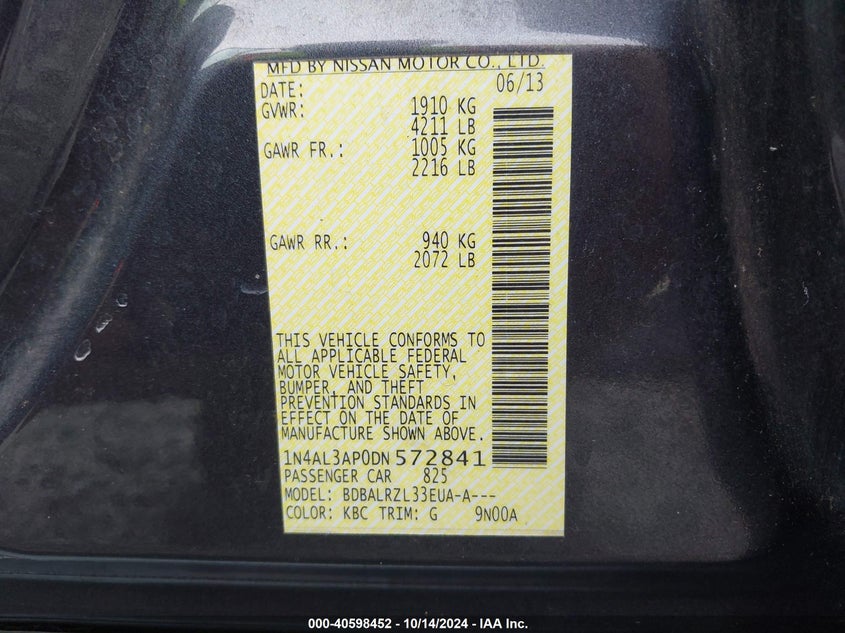 MFD BY NISSAN MOTOR CO., LTD.
DATE: 06/13
GVWR: 1910 KG
4211 LB
GAWR FR.: 1005 KG
2216 LB
GAWR RR.: 940 KG
2072 LB
THIS VEHICLE CONFORMS TO
ALL APPLICABLE FEDERAL
MOTOR VEHICLE SAFETY,
BUMPER, AND THEFT
PREVENTION STANDARDS IN
EFFECT ON THE DATE OF
MANUFACTURE SHOWN ABOVE.
1N4AL3AP0DN572841
PASSENGER CAR 825
MODEL: BDBALRZL33EUA-A---
COLOR: KBC TRIM: G 9N00A
000-40598452 - 10/14/2024 - IAA Inc.